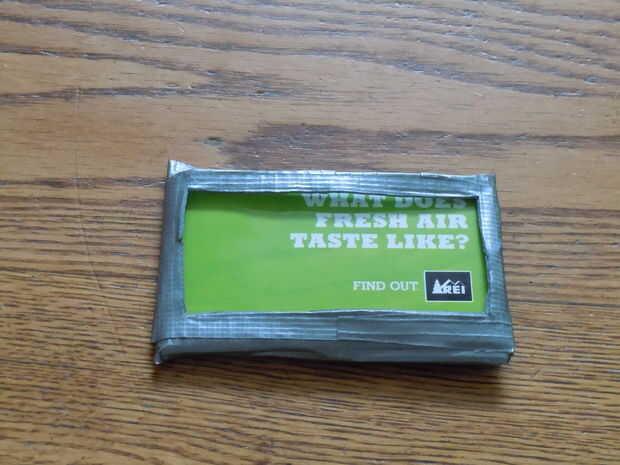 WHAT DOES
FRESH AIR
TASTE LIKE?
FIND OUT
REI